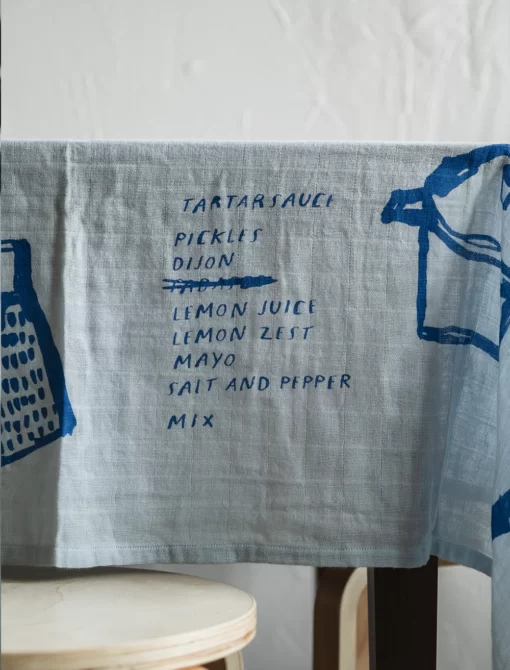 TARTARSAUCE
PICKLES
DIJON
LEMON JUICE
LEMON ZEST
MAYO
SALT AND PEPPER
MIX